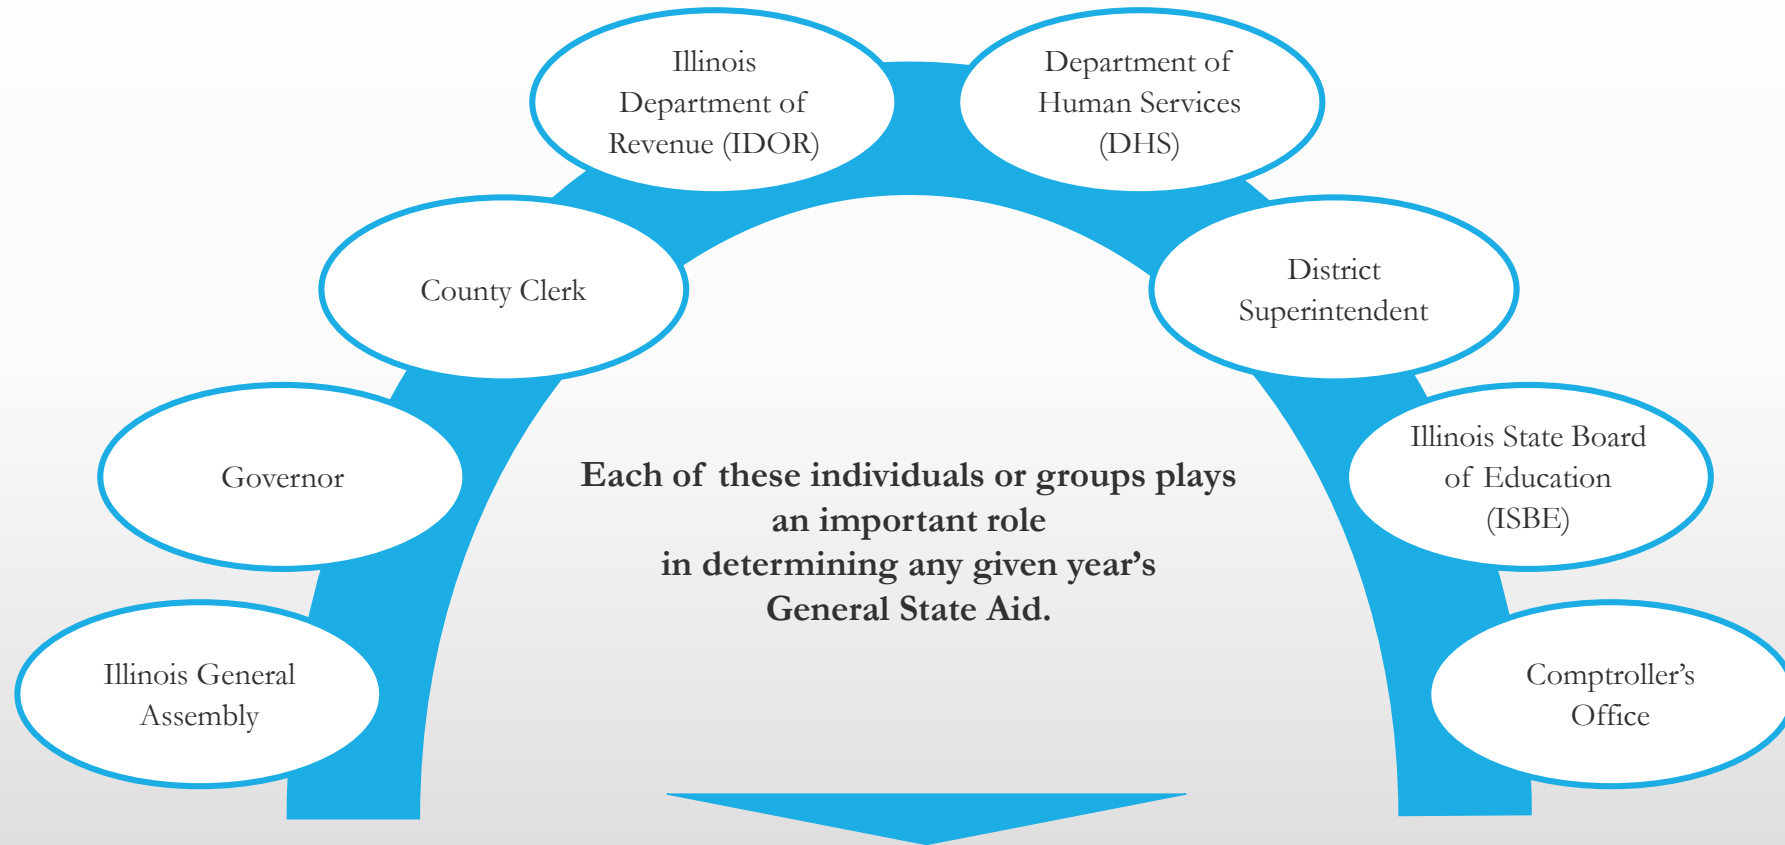 Illinois
Department of
Revenue (IDOR)
Department of
Human Services
(DHS)
County Clerk
District
Superintendent
Governor
Illinois State Board
of Education
(ISBE)
Each of these individuals or groups plays
an important role
in determining any given year’s
General State Aid.
Illinois General
Assembly
Comptroller’s
Office